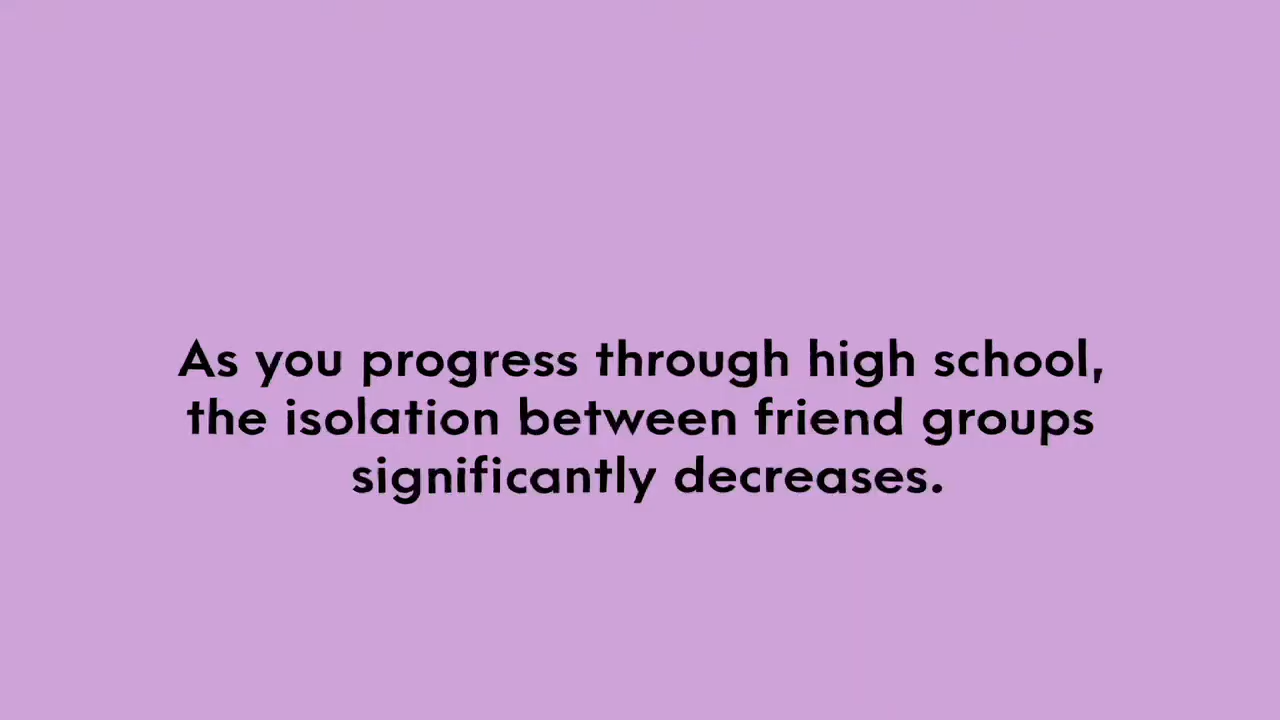 As you progress through high school,
the isolation between friend groups
significantly decreases.